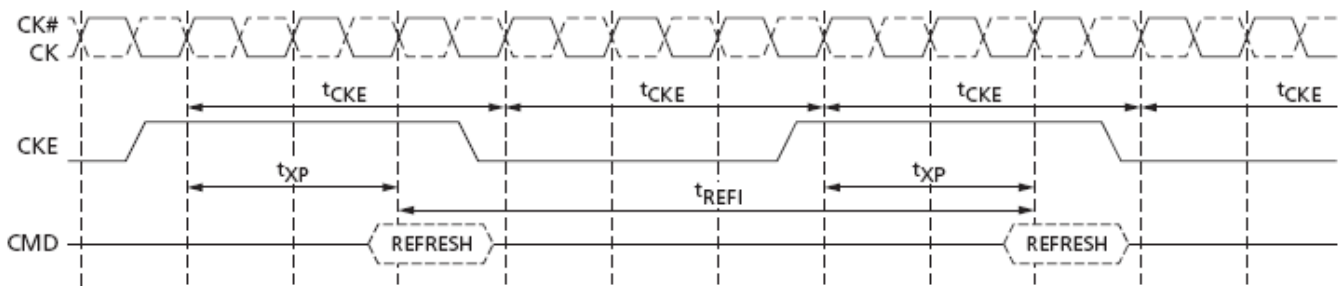 CK#
CK
tCKE tCKE tCKE tCKE
CKE
tXP tXP
tREFI
CMD REFRESH REFRESH